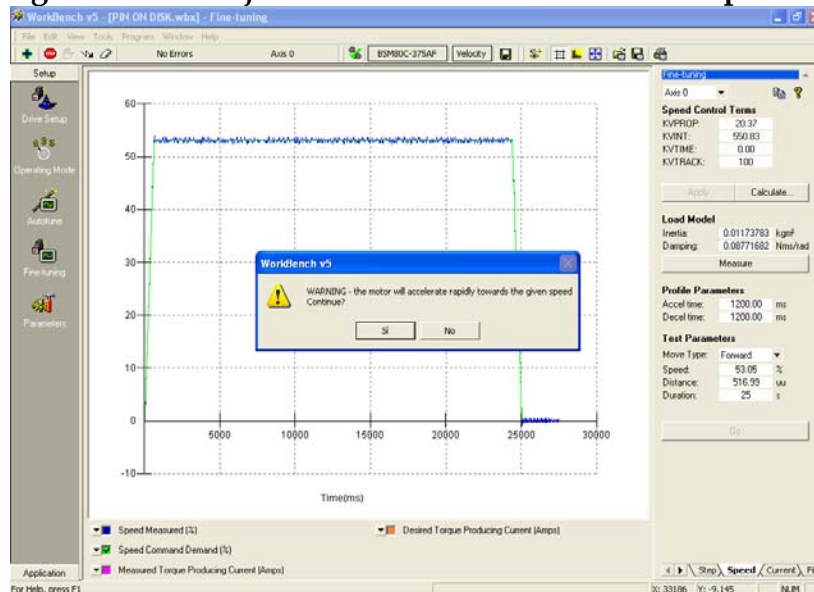 WorkBench v5 - [PIN ON DISK.wbx] - Fine-tuning
File Edit View Tools Program Window Help
No Errors
Axis 0
BSM80C-375AF
Velocity
Setup
Drive Setup
Operating Mode
Autotune
Fine-tuning
Parameters
Application
60
50
40
30
20
10
0
-10
5000 10000 15000 20000 25000 30000
Time(ms)
WorkBench v5
WARNING - the motor will accelerate rapidly towards the given speed
Continue?
Sí
No
Speed Measured (%)
Desired Torque Producing Current (Amps)
Speed Command Demand (%)
Measured Torque Producing Current (Amps)
Fine-tuning
Axis 0
Speed Control Terms
KVPROP: 20.37
KVINT: 550.83
KVTIME: 0.00
KVTRACK: 100
Apply
Calculate...
Load Model
Inertia: 0.01173783 kgm²
Damping: 0.08771682 Nms/rad
Measure
Profile Parameters
Accel time: 1200.00 ms
Decel time: 1200.00 ms
Test Parameters
Move Type: Forward
Speed: 53.05 %
Distance: 516.99 uu
Duration: 25 s
Go
Step Speed Current Fi
For Help, press F1
X: 33186 Y: -9.145
NUM